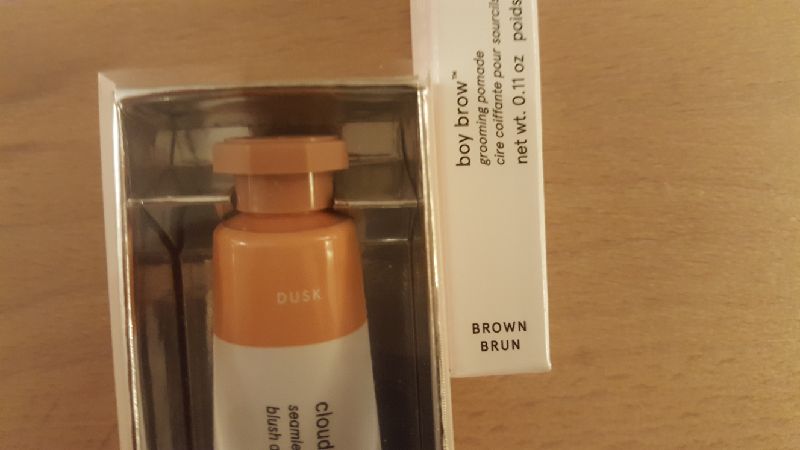 boy brow™
grooming pomade
cire coiffante pour sourcils
net wt. 0.11 oz poids
BROWN
BRUN
DUSK
cloud
seamle
blush